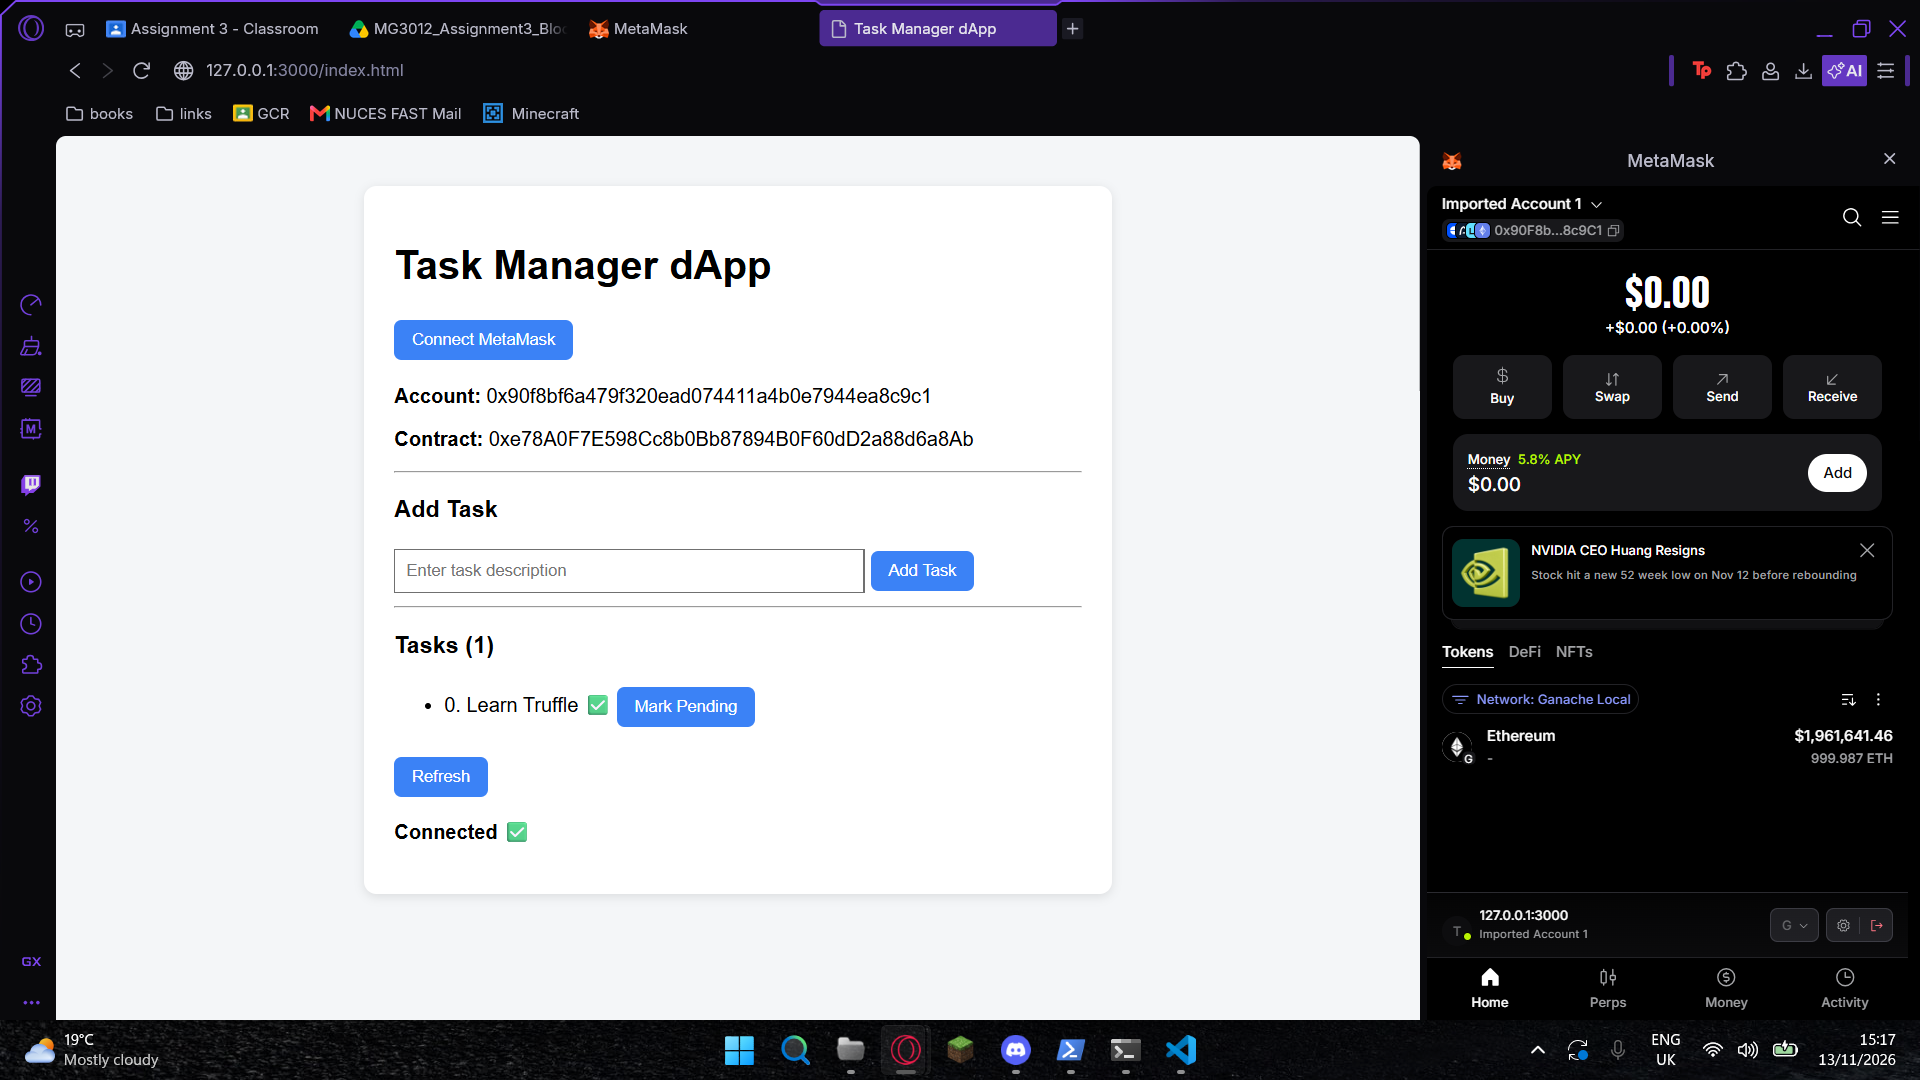 Assignment 3 - Classroom
MG3012_Assignment3_Blo
MetaMask
Task Manager dApp
127.0.0.1:3000/index.html
Tp
AI
books
links
GCR
NUCES FAST Mail
Minecraft
Task Manager dApp
Connect MetaMask
Account: 0x90f8bf6a479f320ead074411a4b0e7944ea8c9c1
Contract: 0xe78A0F7E598Cc8b0Bb87894B0F60dD2a88d6a8Ab
Add Task
Enter task description
Add Task
Tasks (1)
0. Learn Truffle ✅ Mark Pending
Refresh
Connected ✅
MetaMask
Imported Account 1
0x90F8b...8c9C1
$0.00
+$0.00 (+0.00%)
Buy
Swap
Send
Receive
Money 5.8% APY
$0.00
Add
NVIDIA CEO Huang Resigns
Stock hit a new 52 week low on Nov 12 before rebounding
Tokens DeFi NFTs
Network: Ganache Local
Ethereum $1,961,641.46
- 999.987 ETH
G
127.0.0.1:3000
T
Imported Account 1
G
Home
Perps
Money
Activity
M
GX
19°C
Mostly cloudy
ENG
UK
15:17
13/11/2026